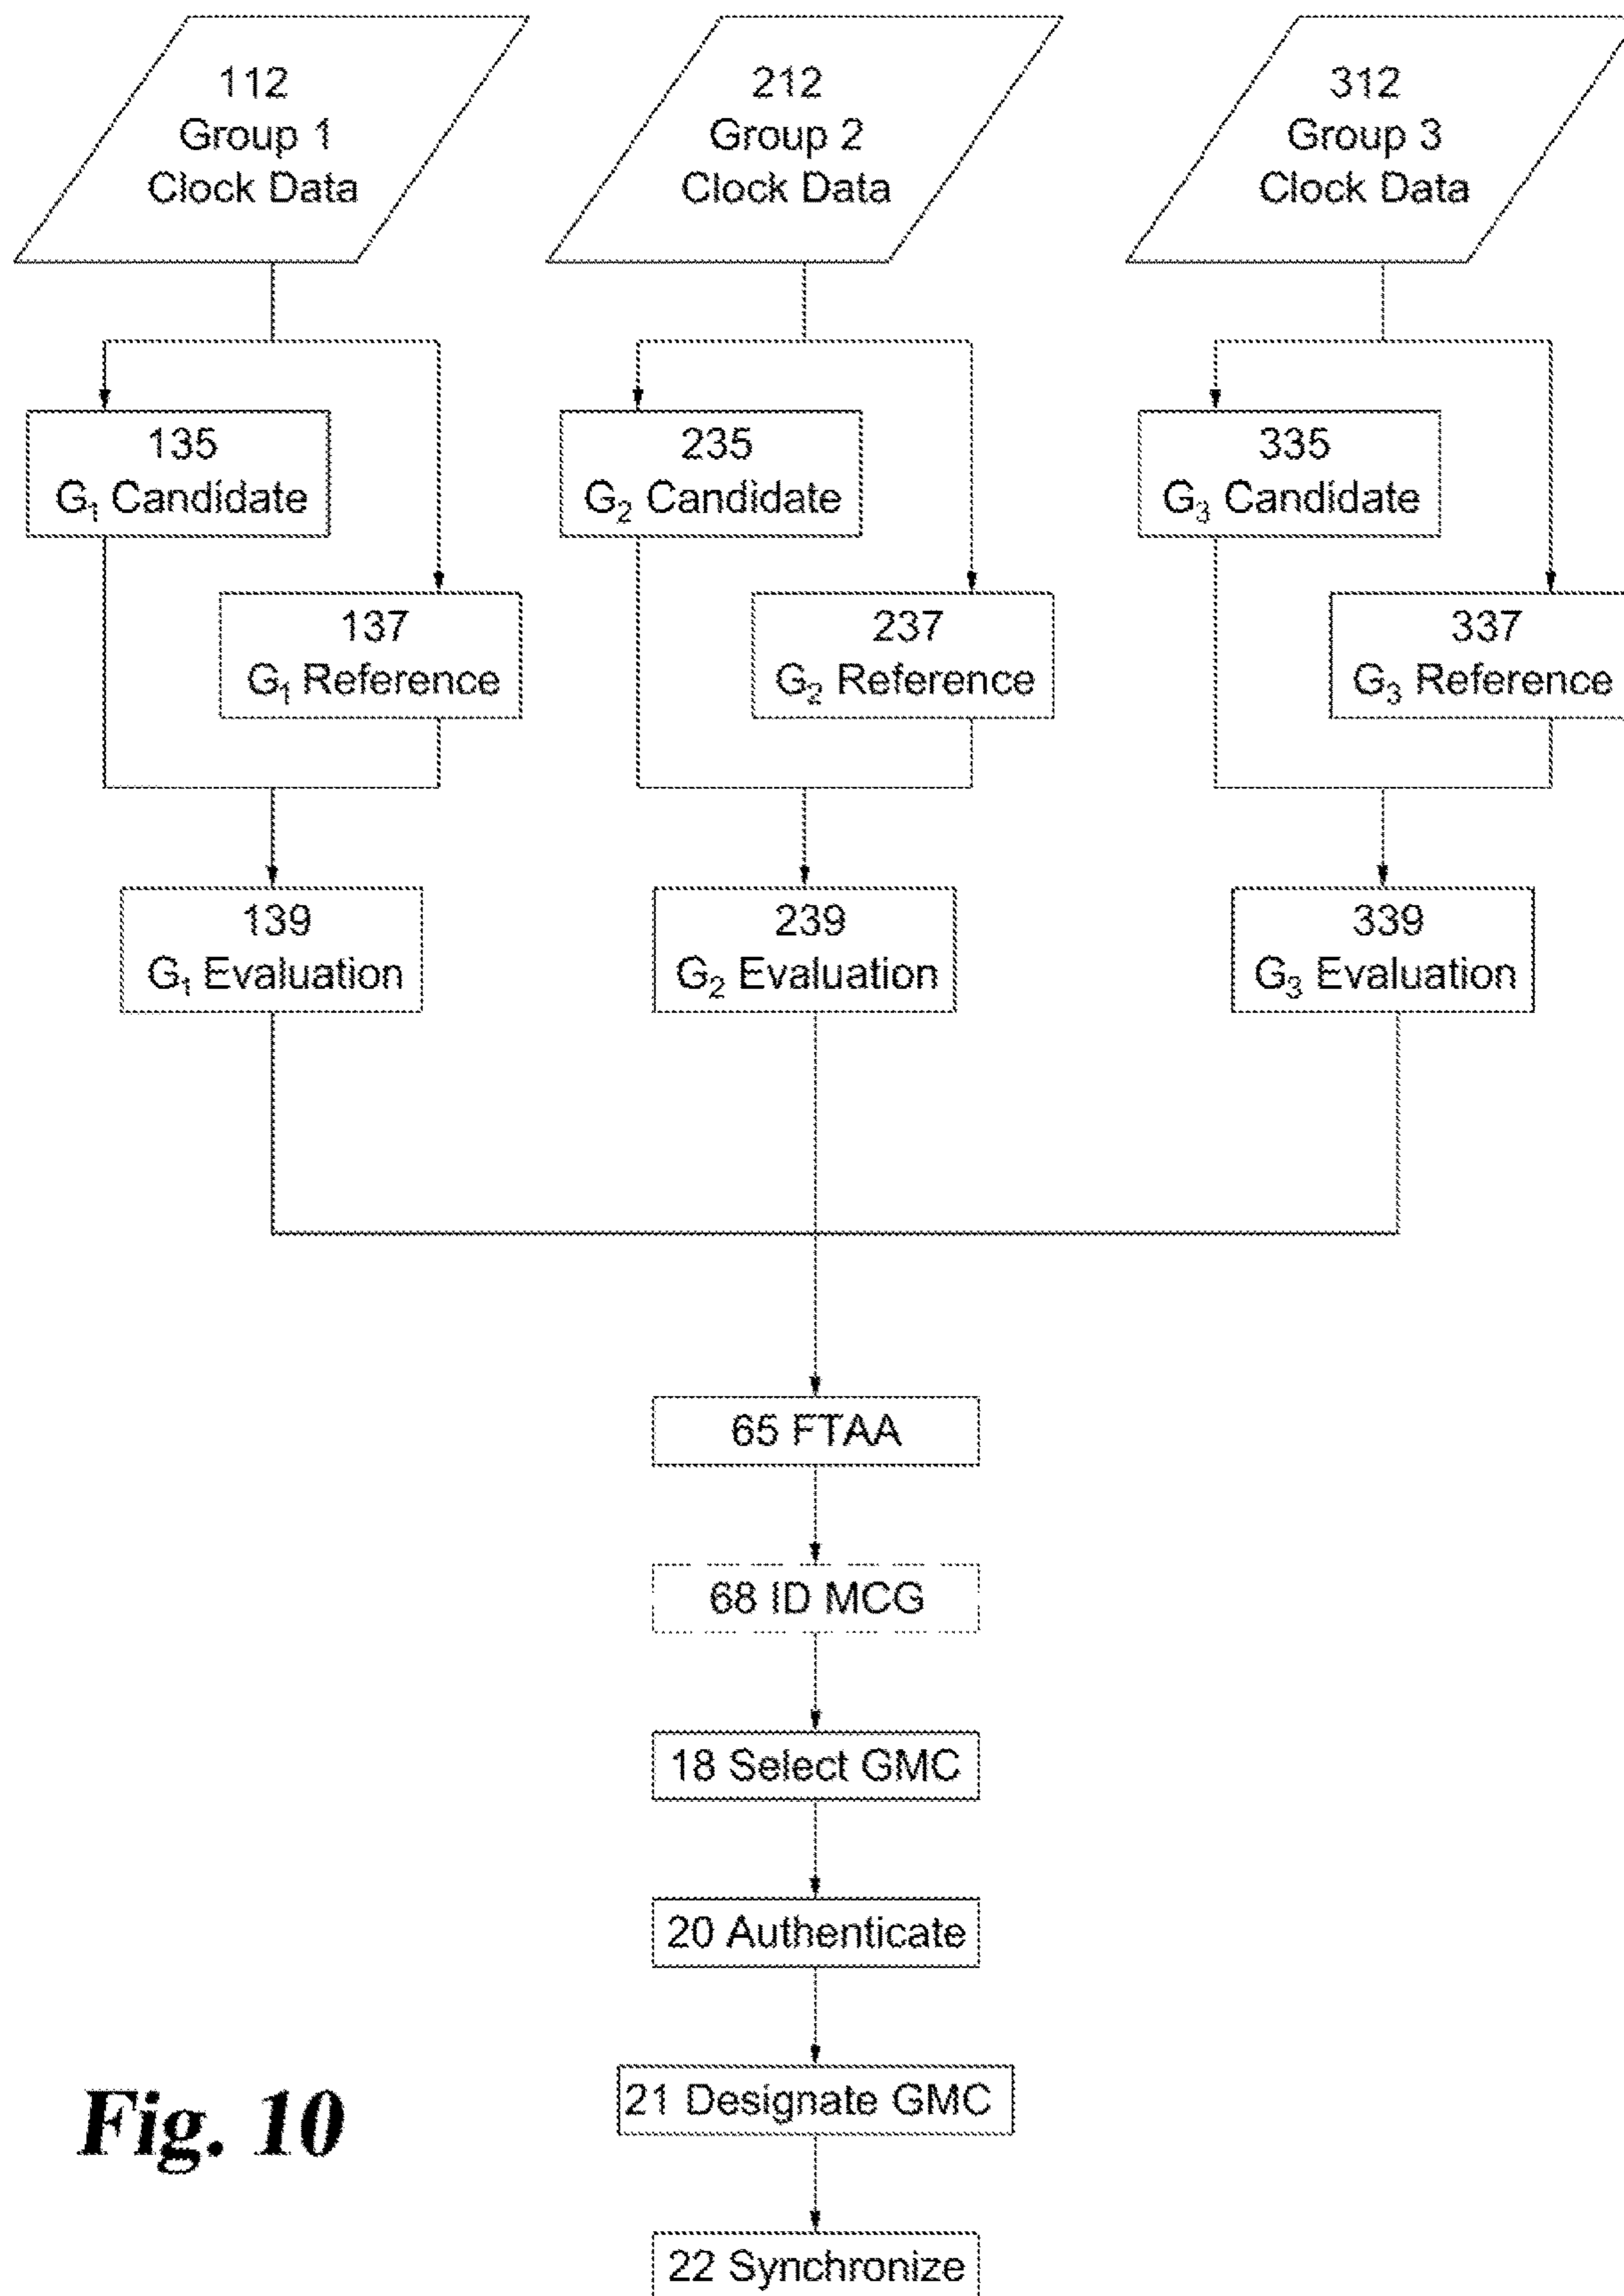 112
Group 1
Clock Data
212
Group 2
Clock Data
312
Group 3
Clock Data
135
G₁ Candidate
235
G₂ Candidate
335
G₃ Candidate
137
G₁ Reference
237
G₂ Reference
337
G₃ Reference
139
G₁ Evaluation
239
G₂ Evaluation
339
G₃ Evaluation
65 FTAA
68 ID MCG
18 Select GMC
20 Authenticate
21 Designate GMC
22 Synchronize
Fig. 10